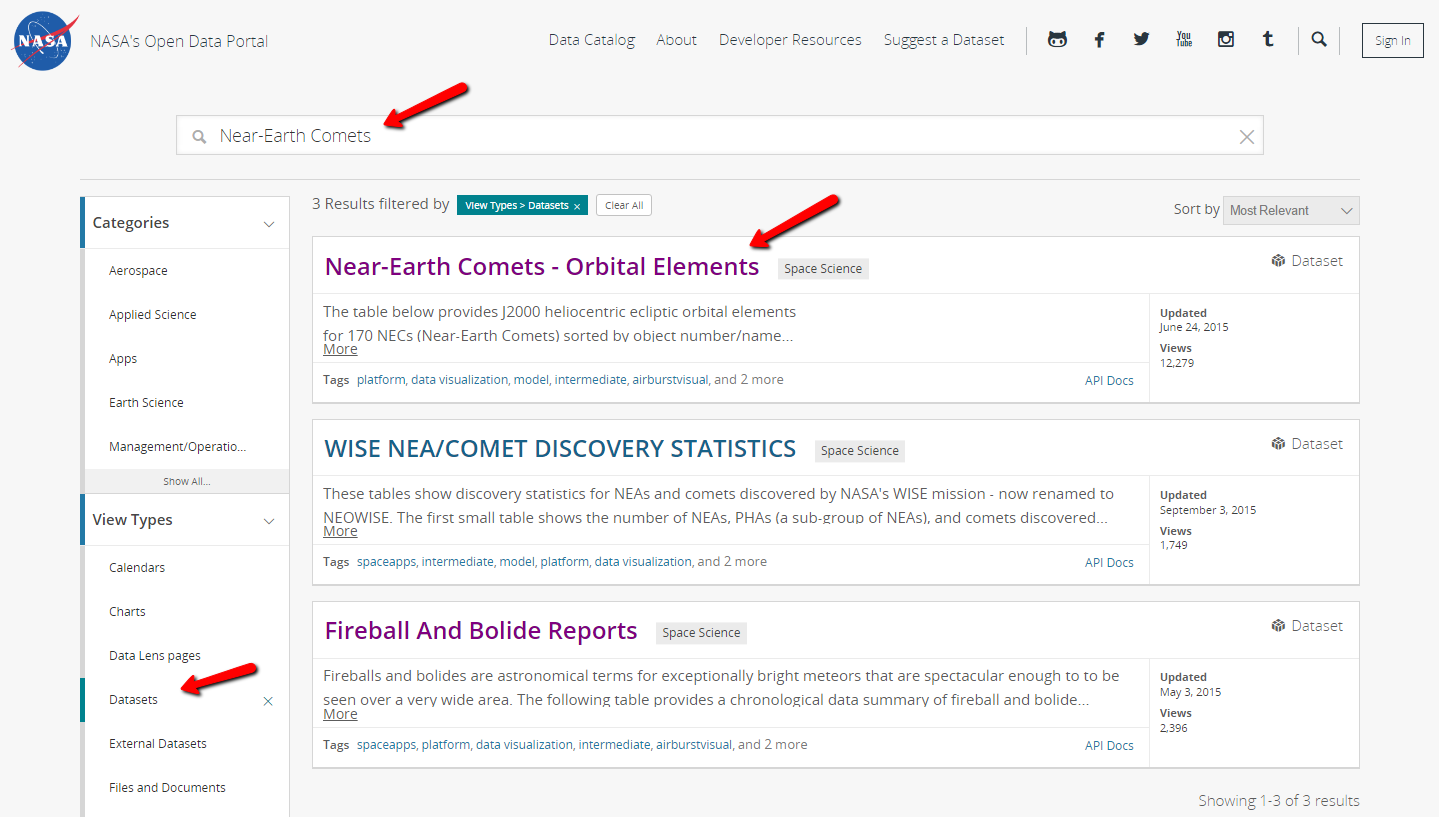 NASA
NASA's Open Data Portal
Data Catalog
About
Developer Resources
Suggest a Dataset
You
Tube
Sign In
Near-Earth Comets
Categories
Aerospace
Applied Science
Apps
Earth Science
Management/Operatio...
Show All...
View Types
Calendars
Charts
Data Lens pages
Datasets
External Datasets
Files and Documents
3 Results filtered by
View Types > Datasets ×
Clear All
Sort by
Most Relevant
Near-Earth Comets - Orbital Elements
Space Science
Dataset
The table below provides J2000 heliocentric ecliptic orbital elements
for 170 NECs (Near-Earth Comets) sorted by object number/name...
More
Tags platform, data visualization, model, intermediate, airburstvisual, and 2 more
API Docs
Updated
June 24, 2015
Views
12,279
WISE NEA/COMET DISCOVERY STATISTICS
Space Science
Dataset
These tables show discovery statistics for NEAs and comets discovered by NASA's WISE mission - now renamed to
NEOWISE. The first small table shows the number of NEAs, PHAs (a sub-group of NEAs), and comets discovered...
More
Tags spaceapps, intermediate, model, platform, data visualization, and 2 more
API Docs
Updated
September 3, 2015
Views
1,749
Fireball And Bolide Reports
Space Science
Dataset
Fireballs and bolides are astronomical terms for exceptionally bright meteors that are spectacular enough to to be
seen over a very wide area. The following table provides a chronological data summary of fireball and bolide...
More
Tags spaceapps, platform, data visualization, intermediate, airburstvisual, and 2 more
API Docs
Updated
May 3, 2015
Views
2,396
Showing 1-3 of 3 results